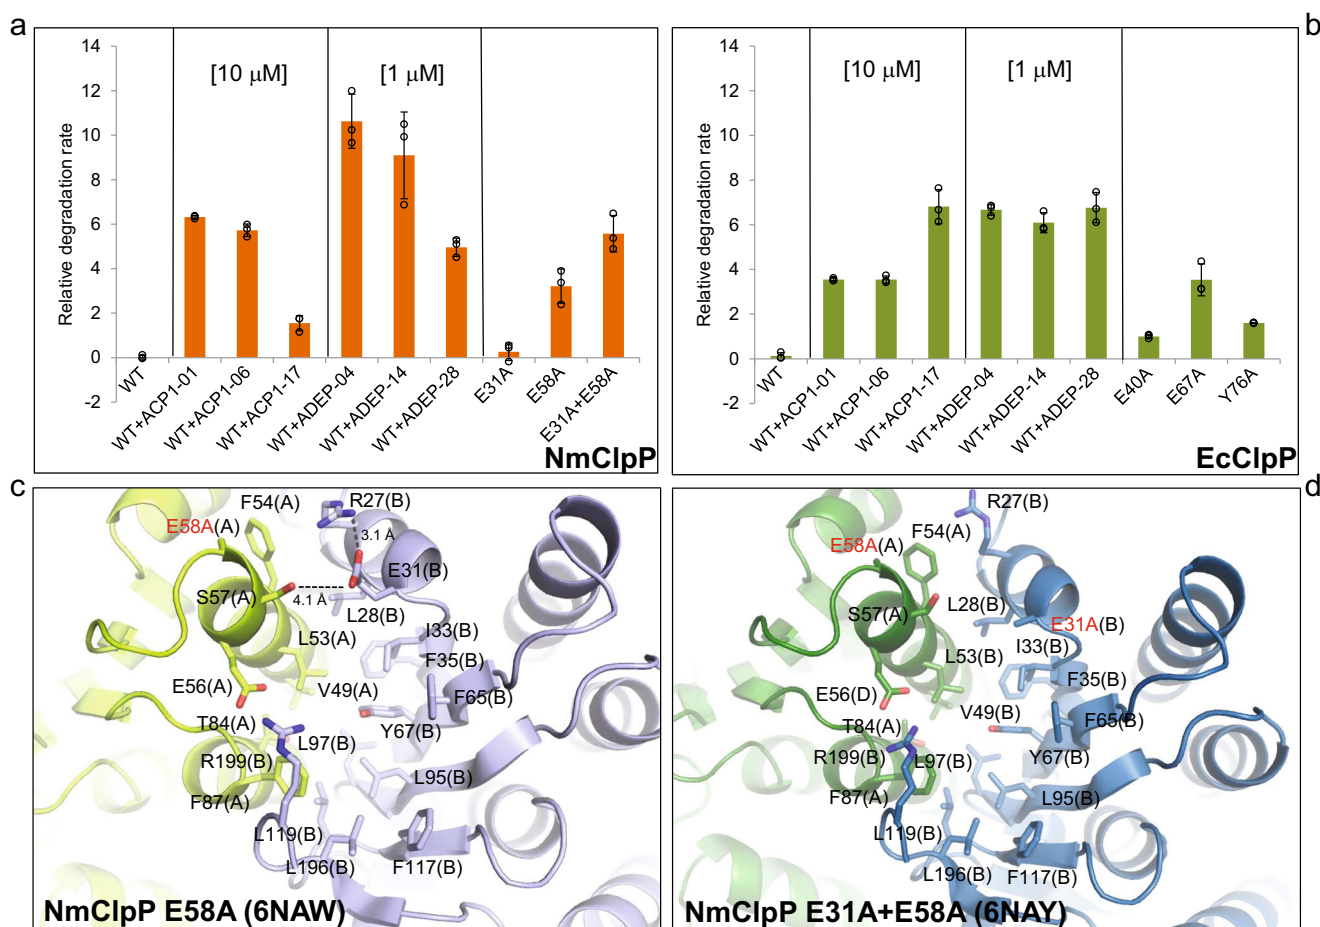 a
Relative degradation rate
14
12
10
8
6
4
2
0
-2
[10 μM]
[1 μM]
WT
WT+ACP1-01
WT+ACP1-06
WT+ACP1-17
WT+ADEP-04
WT+ADEP-14
WT+ADEP-28
E31A
E58A
E31A+E58A
NmClpP
b
Relative degradation rate
14
12
10
8
6
4
2
0
-2
[10 μM]
[1 μM]
WT
WT+ACP1-01
WT+ACP1-06
WT+ACP1-17
WT+ADEP-04
WT+ADEP-14
WT+ADEP-28
E40A
E67A
Y76A
EcClpP
c
F54(A)
R27(B)
E58A(A)
3.1 Å
E31(B)
S57(A)
4.1 Å
L28(B)
L53(A)
I33(B)
F35(B)
E56(A)
V49(A)
F65(B)
T84(A)
Y67(B)
L97(B)
R199(B)
L95(B)
F87(A)
L119(B)
L196(B)
F117(B)
NmClpP E58A (6NAW)
d
R27(B)
F54(A)
E58A(A)
L28(B)
S57(A)
E31A(B)
I33(B)
L53(B)
F35(B)
E56(D)
V49(B)
F65(B)
T84(A)
Y67(B)
R199(B)
L97(B)
F87(A)
L95(B)
L119(B)
L196(B)
F117(B)
NmClpP E31A+E58A (6NAY)